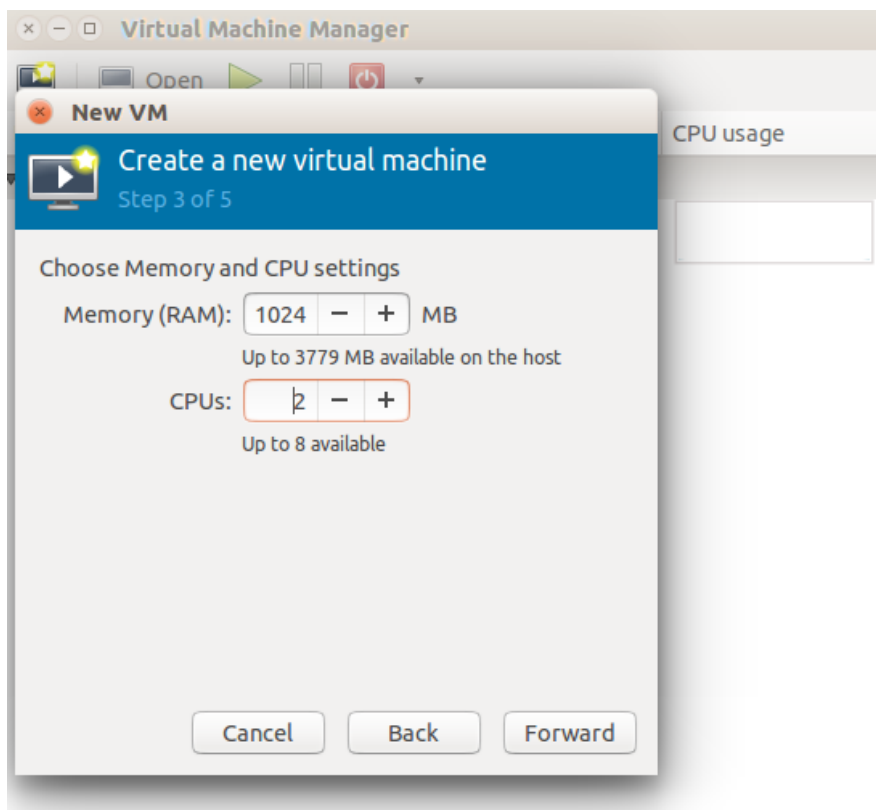 Virtual Machine Manager
Open
New VM
CPU usage
Create a new virtual machine
Step 3 of 5
Choose Memory and CPU settings
Memory (RAM): 1024 − + MB
Up to 3779 MB available on the host
CPUs: 2 − +
Up to 8 available
Cancel Back Forward